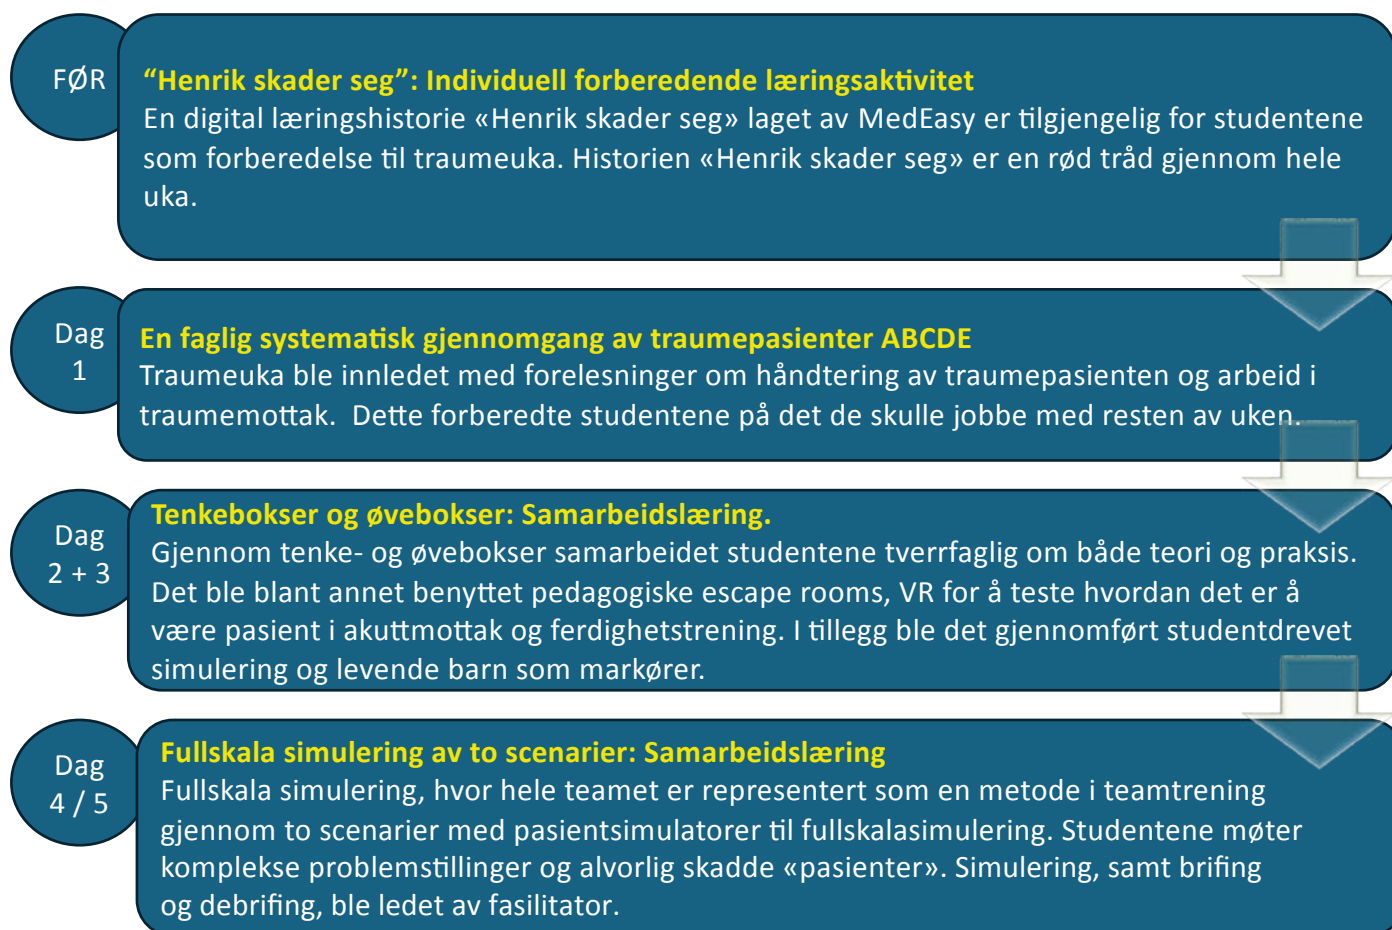 FØR
“Henrik skader seg”: Individuell forberedende læringsaktivitet
En digital læringshistorie «Henrik skader seg» laget av MedEasy er tilgjengelig for studentene
som forberedelse til traumeuka. Historien «Henrik skader seg» er en rød tråd gjennom hele
uka.
Dag
1
En faglig systematisk gjennomgang av traumepasienter ABCDE
Traumeuka ble innledet med forelesninger om håndtering av traumepasienten og arbeid i
traumemottak.  Dette forberedte studentene på det de skulle jobbe med resten av uken.
Dag
2 + 3
Tenkebokser og øvebokser: Samarbeidslæring.
Gjennom tenke- og øvebokser samarbeidet studentene tverrfaglig om både teori og praksis.
Det ble blant annet benyttet pedagogiske escape rooms, VR for å teste hvordan det er å
være pasient i akuttmottak og ferdighetstrening. I tillegg ble det gjennomført studentdrevet
simulering og levende barn som markører.
Dag
4 / 5
Fullskala simulering av to scenarier: Samarbeidslæring
Fullskala simulering, hvor hele teamet er representert som en metode i teamtrening
gjennom to scenarier med pasientsimulatorer til fullskalasimulering. Studentene møter
komplekse problemstillinger og alvorlig skadde «pasienter». Simulering, samt brifing
og debrifing, ble ledet av fasilitator.